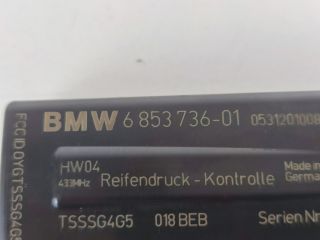 BMW 6 853 736-01 0531201008
FCC ID OYGTSSSG4G5
HW04
433MHz Reifendruck - Kontrolle
Made in
German
TSSSG4G5 018 BEB Serien Nr